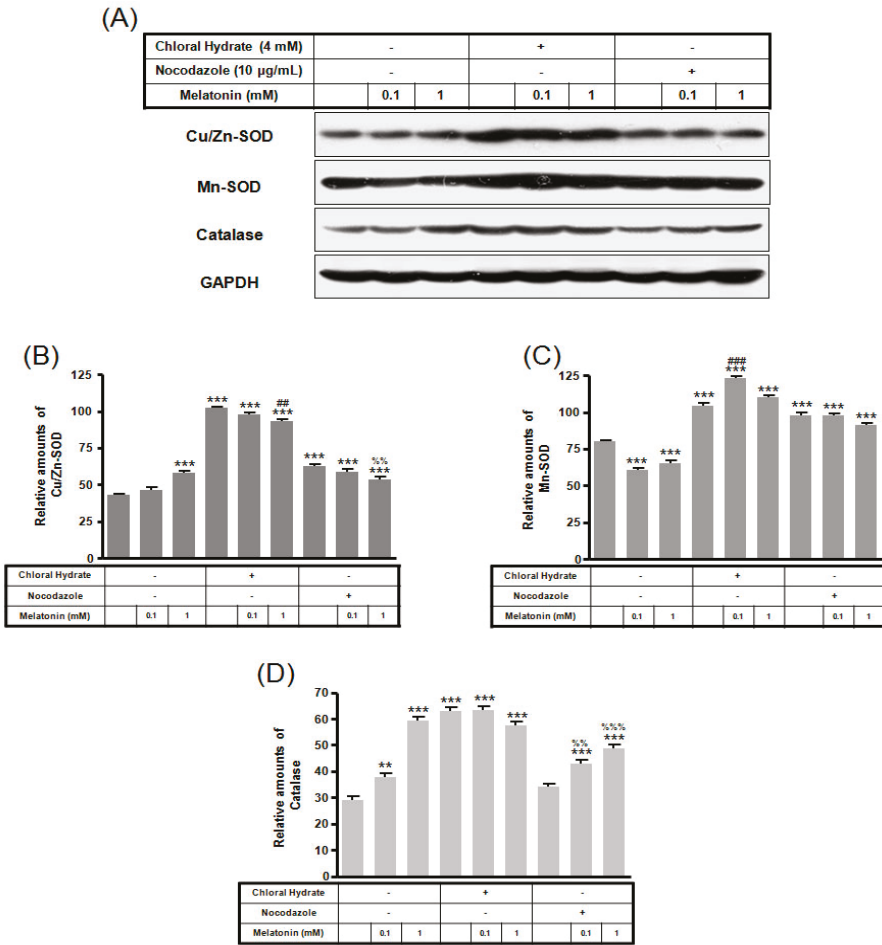 (A)
Chloral Hydrate (4 mM) - + -
Nocodazole (10 µg/mL) - - +
Melatonin (mM) 0.1 1 0.1 1 0.1 1
Cu/Zn-SOD
Mn-SOD
Catalase
GAPDH
(B)
Relative amounts of
Cu/Zn-SOD
125
100
75
50
25
0
***
***
***
##
***
***
***
%%
***
Chloral Hydrate - + -
Nocodazole - - +
Melatonin (mM) 0.1 1 0.1 1 0.1 1
(C)
Relative amounts of
Mn-SOD
125
100
75
50
25
0
***
***
***
###
***
***
***
***
***
Chloral Hydrate - + -
Nocodazole - - +
Melatonin (mM) 0.1 1 0.1 1 0.1 1
(D)
Relative amounts of
Catalase
70
60
50
40
30
20
10
0
**
***
***
***
***
%%
***
%%%
***
Chloral Hydrate - + -
Nocodazole - - +
Melatonin (mM) 0.1 1 0.1 1 0.1 1